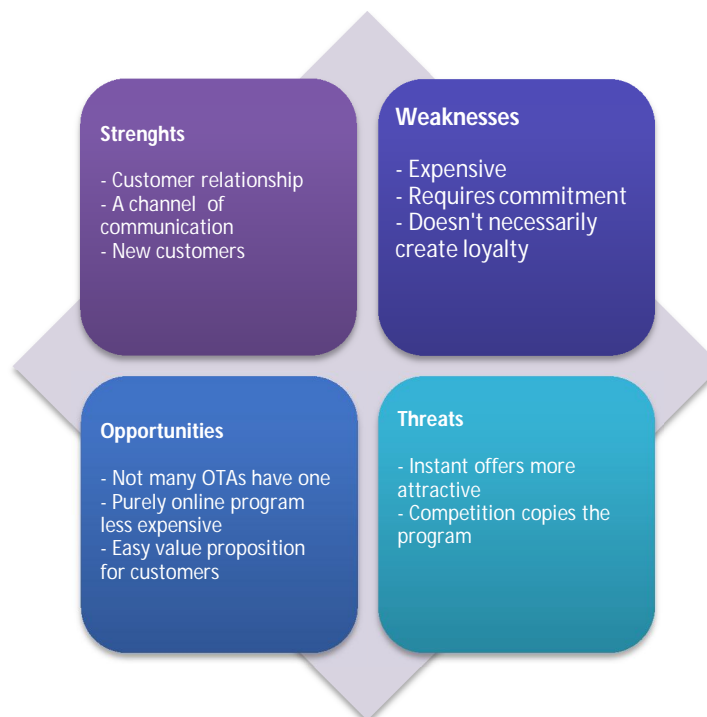 Strenghts
- Customer relationship
- A channel of
communication
- New customers
Weaknesses
- Expensive
- Requires commitment
- Doesn't necessarily
create loyalty
Opportunities
- Not many OTAs have one
- Purely online program
less expensive
- Easy value proposition
for customers
Threats
- Instant offers more
attractive
- Competition copies the
program